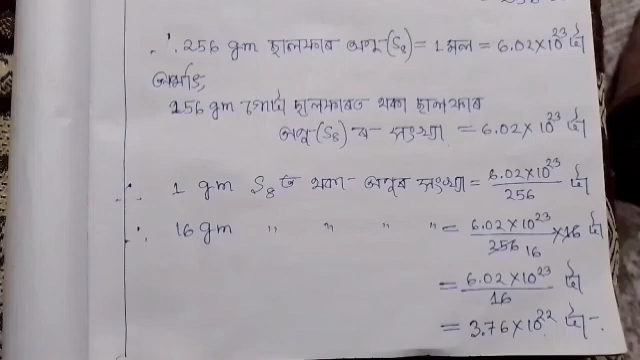 ∴ 256 gm ছালফাৰ অণু (S₈) = 1 মল = 6.02×10²³ টা
অৰ্থাৎ,
256 gm গোটা ছালফাৰত থকা ছালফাৰ
অণু (S₈) ৰ সংখ্যা = 6.02×10²³ টা
∴ 1 gm S₈ ত থকা অণুৰ সংখ্যা = 6.02×10²³/256 টা
∴ 16 gm " " " " = 6.02×10²³/256 16 ×16 টা
= 6.02×10²³/16 টা
= 3.76×10²² টা